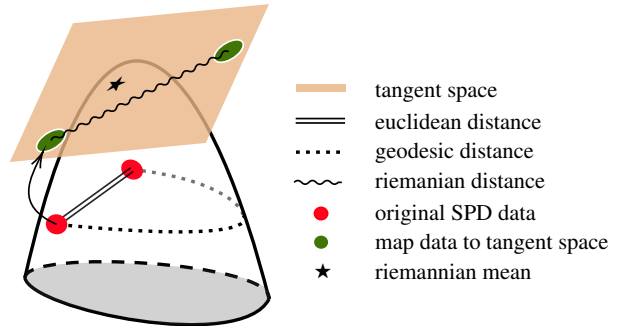 tangent space
euclidean distance
geodesic distance
riemanian distance
original SPD data
map data to tangent space
riemannian mean